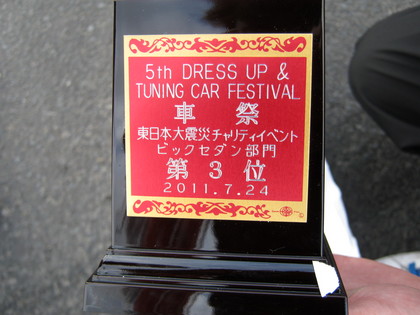 5th DRESS UP &
TUNING CAR FESTIVAL
車 祭
東日本大震災チャリティイベント
ビックセダン部門
第 3 位
2011.7.24